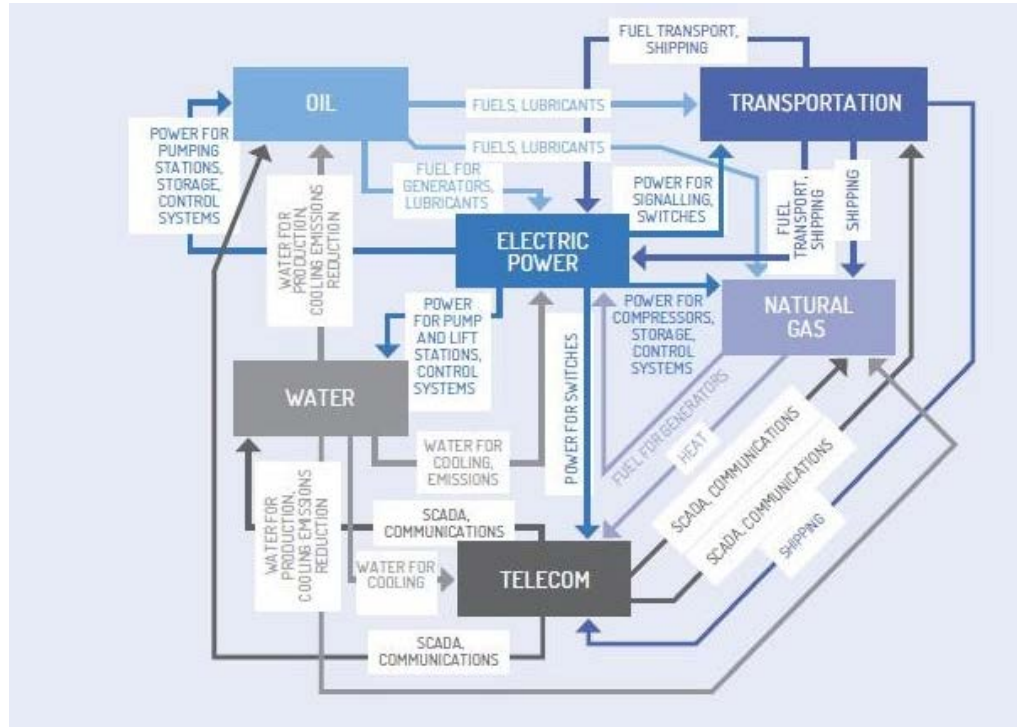 FUEL TRANSPORT,
SHIPPING
OIL
FUELS, LUBRICANTS
TRANSPORTATION
POWER FOR
PUMPING
STATIONS,
STORAGE,
CONTROL
SYSTEMS
FUELS, LUBRICANTS
FUEL FOR
GENERATORS,
LUBRICANTS
POWER FOR
SIGNALLING,
SWITCHES
FUEL
TRANSPORT,
SHIPPING
SHIPPING
WATER FOR
PRODUCTION,
COOLING EMISSIONS
REDUCTION
ELECTRIC
POWER
NATURAL
GAS
POWER
FOR PUMP
AND LIFT
STATIONS,
CONTROL
SYSTEMS
POWER FOR
COMPRESSORS,
STORAGE,
CONTROL
SYSTEMS
WATER
POWER FOR SWITCHES
FUEL FOR GENERATORS
HEAT
SCADA, COMMUNICATIONS
SCADA, COMMUNICATIONS
SHIPPING
WATER FOR
COOLING,
EMISSIONS
WATER FOR
PRODUCTION,
COOLING EMISSIONS
REDUCTION
SCADA,
COMMUNICATIONS
WATER FOR
COOLING
TELECOM
SCADA,
COMMUNICATIONS